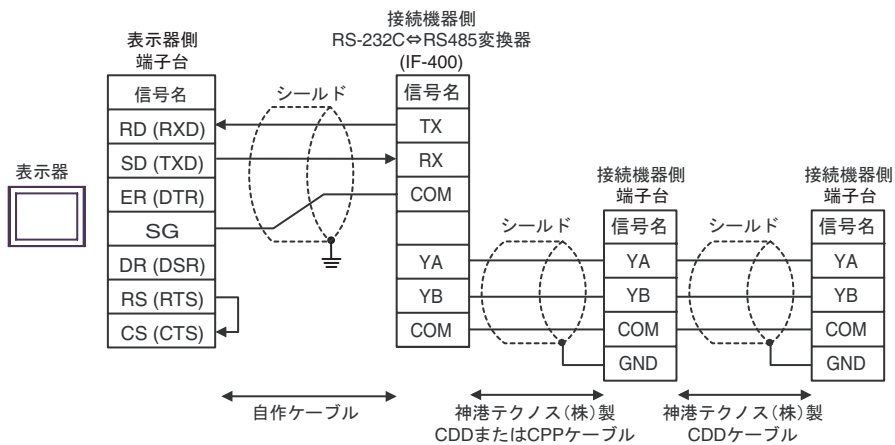 表示器
表示器側
端子台
信号名
RD (RXD)
SD (TXD)
ER (DTR)
SG
DR (DSR)
RS (RTS)
CS (CTS)
シールド
接続機器側
RS-232C⇔RS485変換器
(IF-400)
信号名
TX
RX
COM
YA
YB
COM
シールド
接続機器側
端子台
信号名
YA
YB
COM
GND
シールド
接続機器側
端子台
信号名
YA
YB
COM
GND
自作ケーブル
神港テクノス(株)製
CDDまたはCPPケーブル
神港テクノス(株)製
CDDケーブル